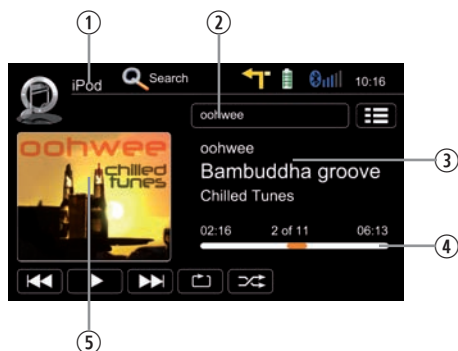 ① ②
iPod Search 10:16
oohwee
oohwee
Bambuddha groove ③
Chilled Tunes
02:16 2 of 11 06:13
④
oohwee
chilled
tunes
⑤